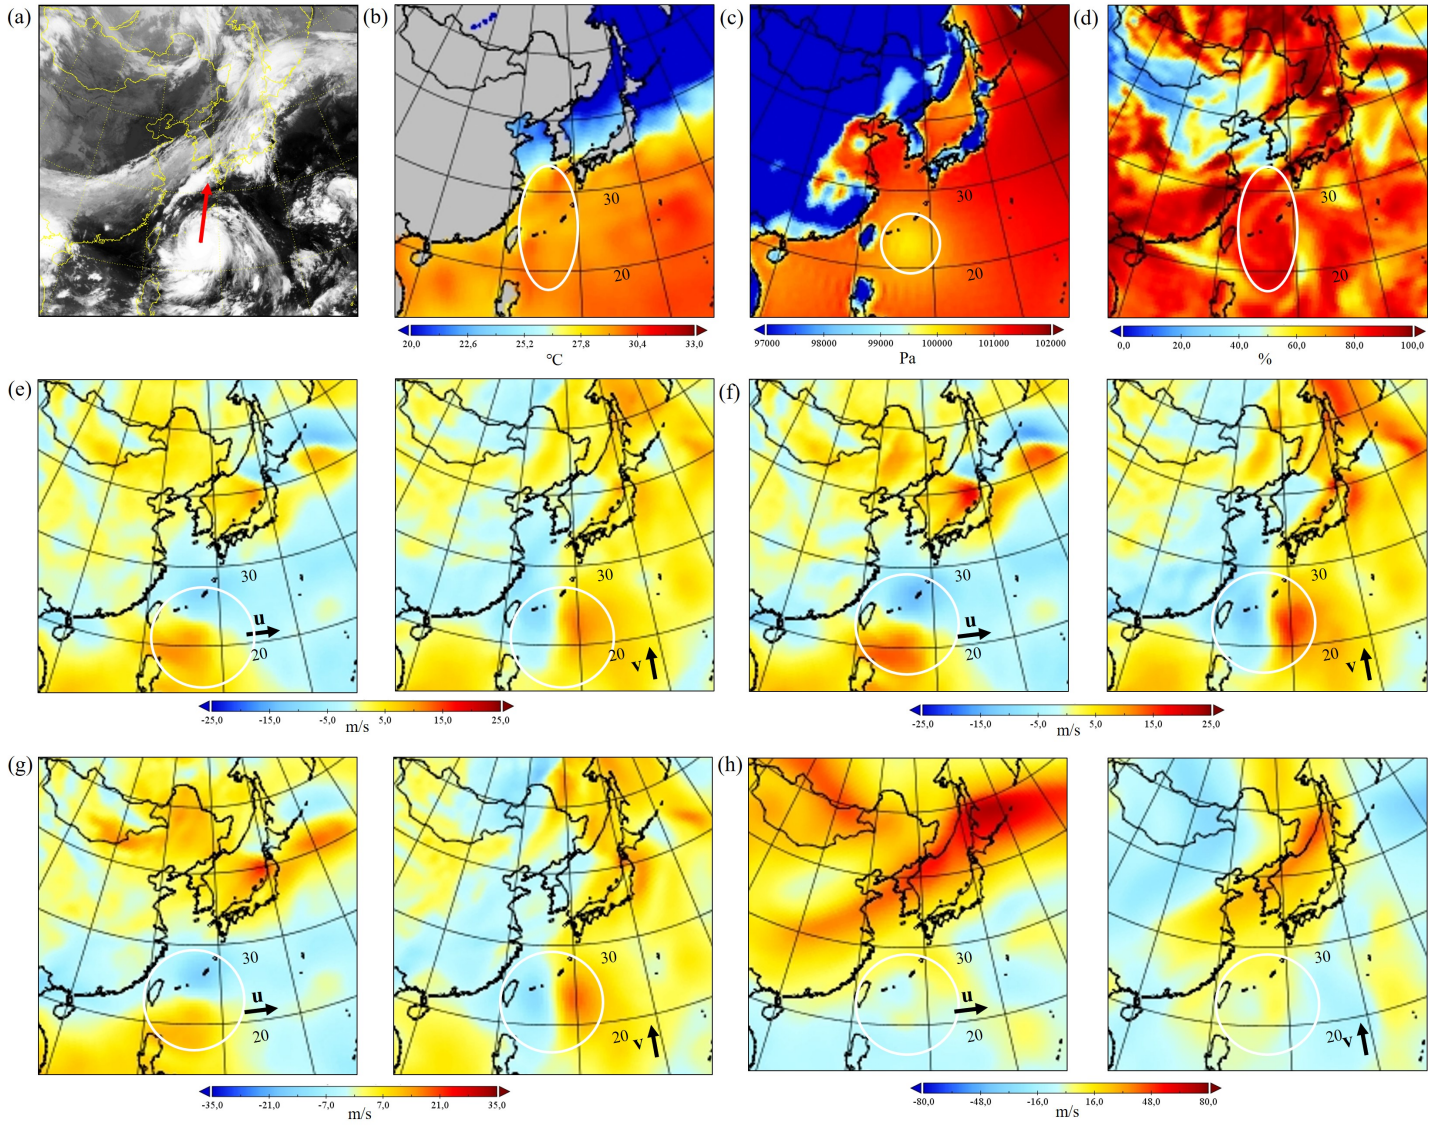 (a) (b) (c) (d)
30 30 30
20 20 20
20,0 22,6 25,2 27,8 30,4 33,0
°C
97000 98000 99000 100000 101000 102000
Pa
0,0 20,0 40,0 60,0 80,0 100,0
%
(e) (f)
30 30 30 30
u v u v
20 20 20 20
-25,0 -15,0 -5,0 5,0 15,0 25,0
m/s
-25,0 -15,0 -5,0 5,0 15,0 25,0
m/s
(g) (h)
30 30 30 30
u v u v
20 20 20 20
-35,0 -21,0 -7,0 7,0 21,0 35,0
m/s
-80,0 -48,0 -16,0 16,0 48,0 80,0
m/s